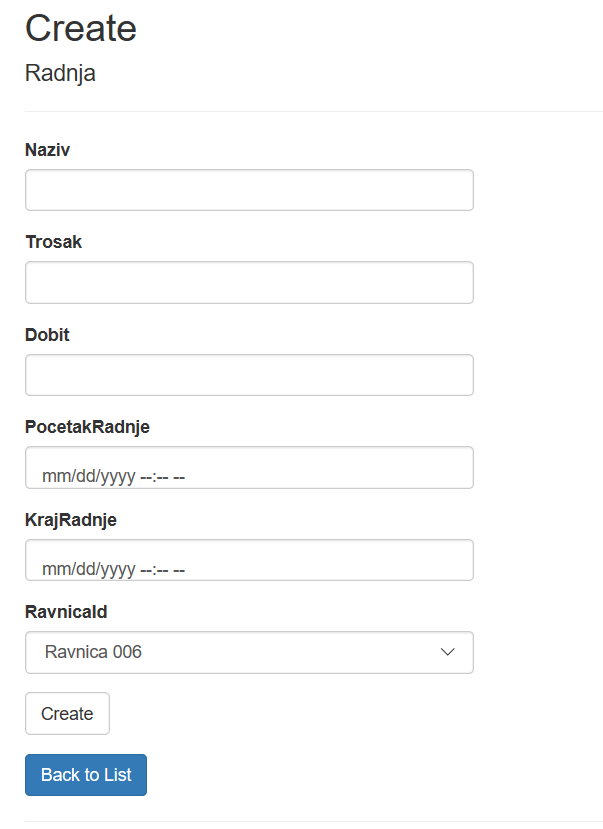 Create
Radnja
Naziv
Trosak
Dobit
PocetakRadnje
mm/dd/yyyy --:-- --
KrajRadnje
mm/dd/yyyy --:-- --
RavnicaId
Ravnica 006
Create
Back to List